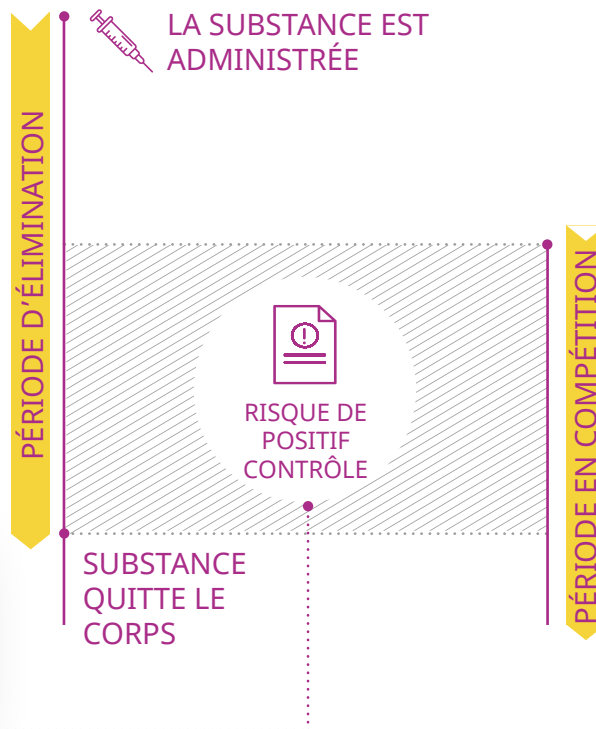 LA SUBSTANCE EST
ADMINISTRÉE
PÉRIODE D'ÉLIMINATION
PÉRIODE EN COMPÉTITION
RISQUE DE
POSITIF
CONTRÔLE
SUBSTANCE
QUITTE LE
CORPS